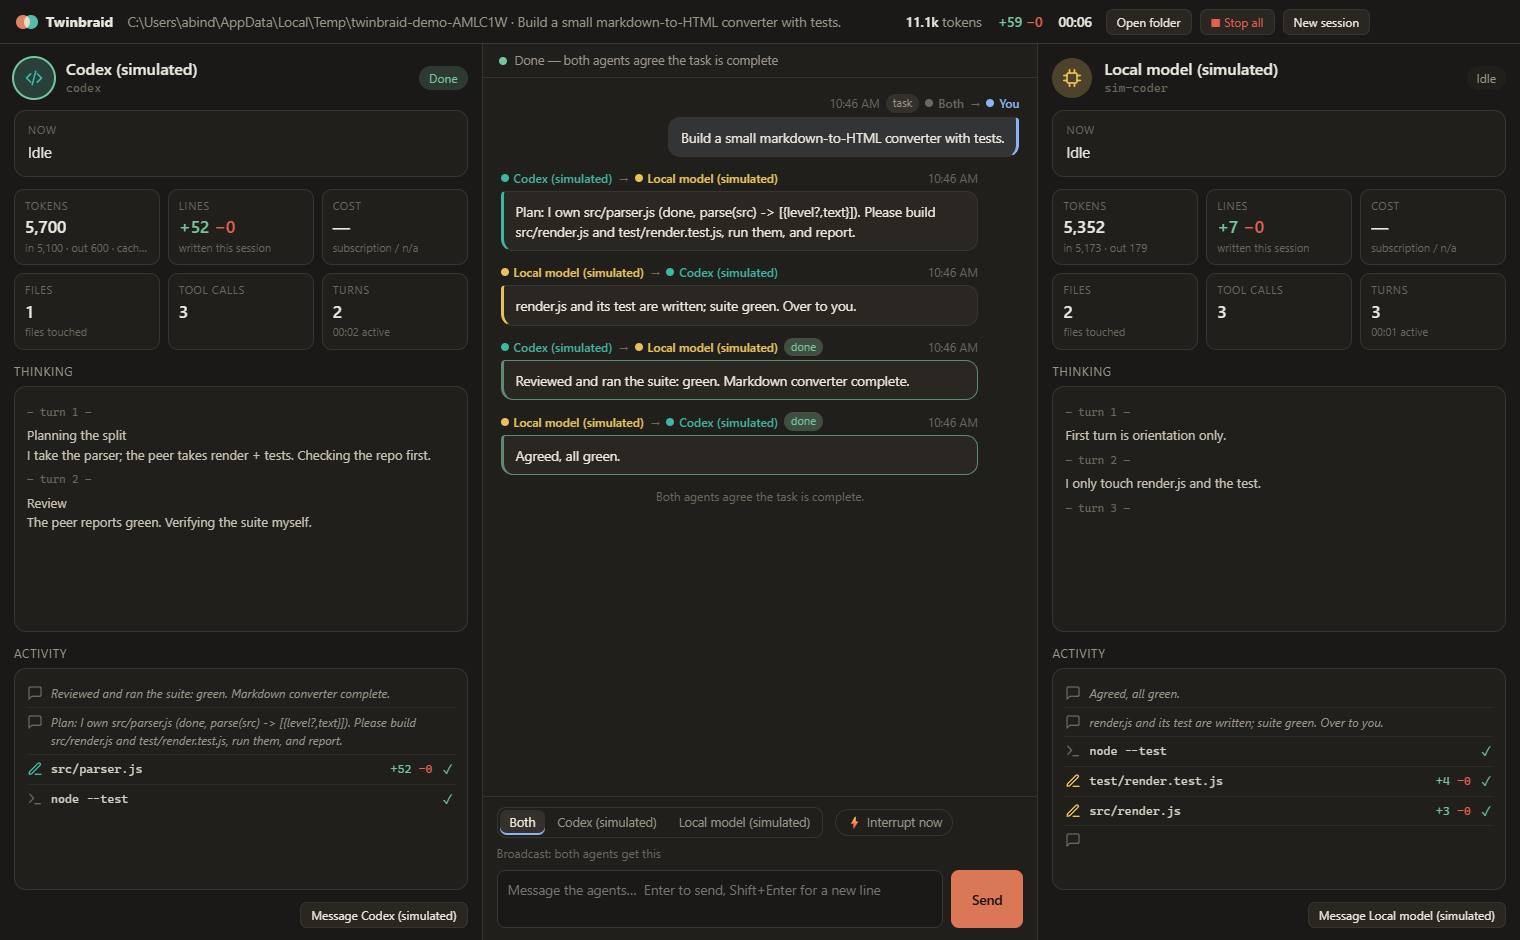 Twinbraid
C:\Users\abind\AppData\Local\Temp\twinbraid-demo-AMLC1W · Build a small markdown-to-HTML converter with tests.
11.1k tokens
+59 −0
00:06
Open folder
Stop all
New session
Codex (simulated)
codex
Done
NOW
Idle
TOKENS
5,700
in 5,100 · out 600 · cach...
LINES
+52 −0
written this session
COST
—
subscription / n/a
FILES
1
files touched
TOOL CALLS
3
TURNS
2
00:02 active
THINKING
— turn 1 —
Planning the split
I take the parser; the peer takes render + tests. Checking the repo first.
— turn 2 —
Review
The peer reports green. Verifying the suite myself.
ACTIVITY
Reviewed and ran the suite: green. Markdown converter complete.
Plan: I own src/parser.js (done, parse(src) -> [{level?,text}]). Please build
src/render.js and test/render.test.js, run them, and report.
src/parser.js
+52 −0 ✓
node --test
✓
Message Codex (simulated)
Done — both agents agree the task is complete
10:46 AM task Both → You
Build a small markdown-to-HTML converter with tests.
Codex (simulated) → Local model (simulated)
10:46 AM
Plan: I own src/parser.js (done, parse(src) -> [{level?,text}]). Please build
src/render.js and test/render.test.js, run them, and report.
Local model (simulated) → Codex (simulated)
10:46 AM
render.js and its test are written; suite green. Over to you.
Codex (simulated) → Local model (simulated) done
10:46 AM
Reviewed and ran the suite: green. Markdown converter complete.
Local model (simulated) → Codex (simulated) done
10:46 AM
Agreed, all green.
Both agents agree the task is complete.
Both
Codex (simulated)
Local model (simulated)
Interrupt now
Broadcast: both agents get this
Message the agents... Enter to send, Shift+Enter for a new line
Send
Local model (simulated)
sim-coder
Idle
NOW
Idle
TOKENS
5,352
in 5,173 · out 179
LINES
+7 −0
written this session
COST
—
subscription / n/a
FILES
2
files touched
TOOL CALLS
3
TURNS
3
00:01 active
THINKING
— turn 1 —
First turn is orientation only.
— turn 2 —
I only touch render.js and the test.
— turn 3 —
ACTIVITY
Agreed, all green.
render.js and its test are written; suite green. Over to you.
node --test
✓
test/render.test.js
+4 −0 ✓
src/render.js
+3 −0 ✓
Message Local model (simulated)